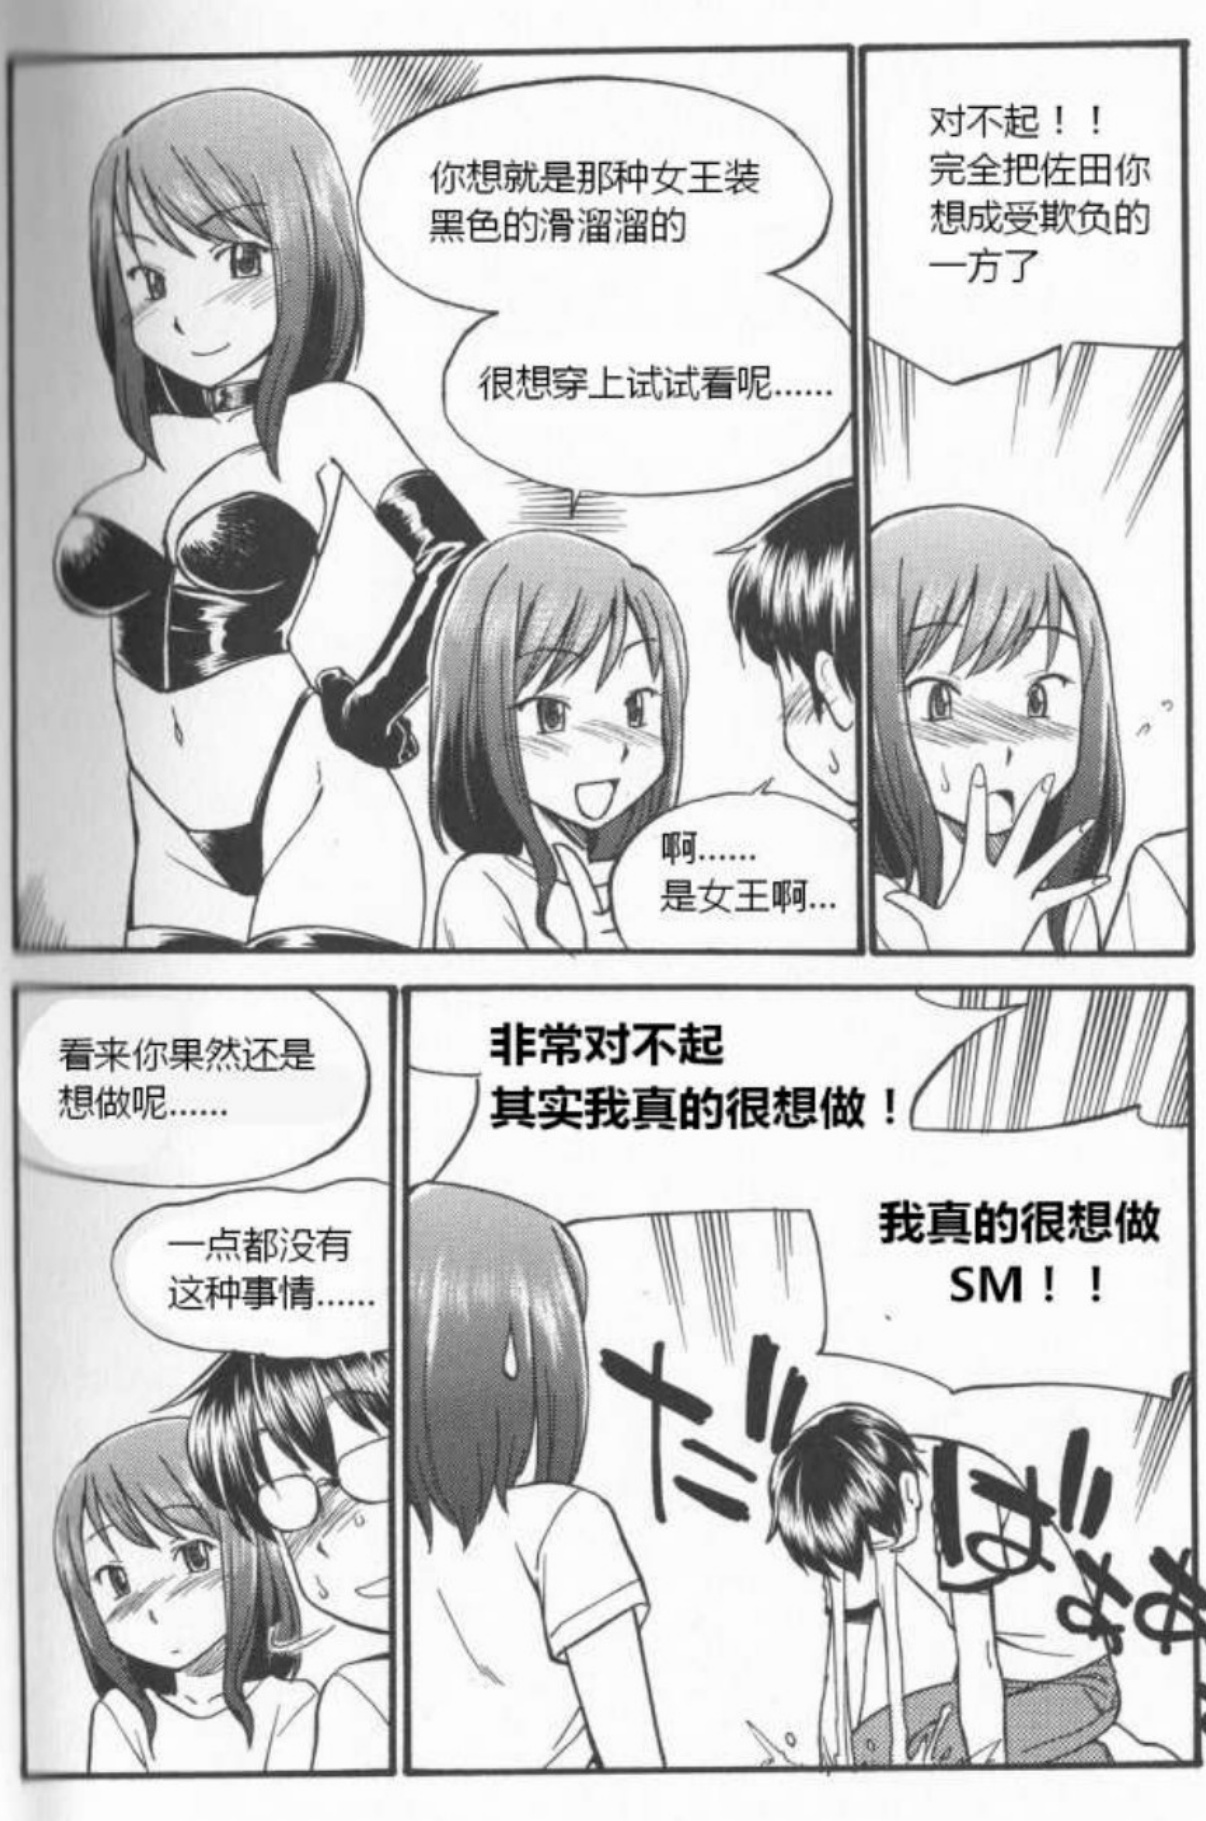 对不起！！
完全把佐田你
想成受欺负的
一方了
你想就是那种女王装
黑色的滑溜溜的
很想穿上试试看呢……
啊……
是女王啊…
非常对不起
其实我真的很想做！
我真的很想做
SM！！
だばぁぁ
看来你果然还是
想做呢……
一点都没有
这种事情……